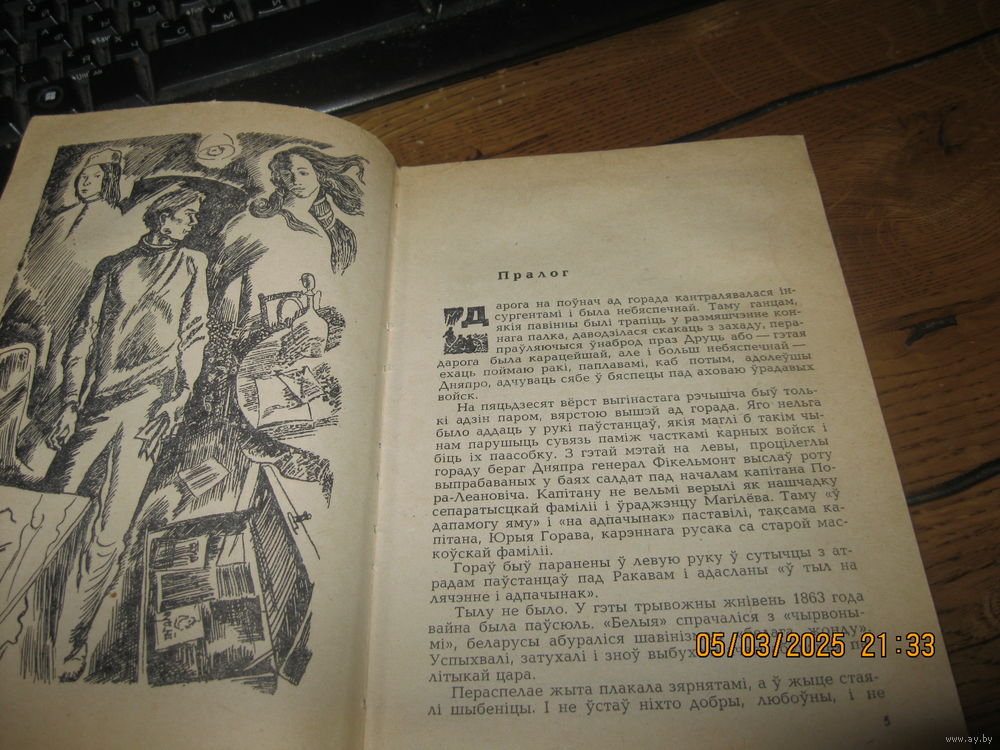 Пралог
Дарога на поўнач ад горада кантралявалася ін-
сургентамі і была небяспечнай. Таму ганцам,
якія павінны былі трапіць у размяшчэнне кон-
нага палка, даводзілася скакаць з захаду, пера-
праўляючыся ўнаброд праз Друць або — гэтая
дарога была карацейшай, але і больш небяспечнай —
ехаць поймаю ракі, паплавамі, каб потым, адолеўшы
Дняпро, адчуваць сябе ў бяспецы пад аховаю ўрадавых
войск.
На пяцьдзесят вёрст выгінастага рэчышча быў толь-
кі адзін паром, вярстою вышэй ад горада. Яго нельга
было аддаць у рукі паўстанцаў, якія маглі б такім чы-
нам парушыць сувязь паміж часткамі карных войск і
біць іх паасобку. З гэтай мэтай на левы, процілеглы
гораду бераг Дняпра генерал Фікельмонт выслаў роту
выпрабаваных у баях салдат пад началам капітана По-
ра-Леановіча. Капітану не вельмі верылі як нашчадку
сепаратысцкай фаміліі і ўраджэнцу Магілёва. Таму «ў
дапамогу яму» і «на адпачынак» паставілі, таксама ка-
пітана, Юрыя Горава, карэннага русака са старой мас-
коўскай фаміліі.
Гораў быў паранены ў левую руку ў сутычцы з ат-
радам паўстанцаў пад Ракавам і адасланы «ў тыл на
лячэнне і адпачынак».
Тылу не было. У гэты трывожны жнівень 1863 года
вайна была паўсюль. «Белыя» спрачаліся з «чырвоны-
мі», беларусы абураліся шавінізмам «белага жонду».
Успыхвалі, затухалі і зноў выбух
літыкай цара.
Пераспелае жыта плакала зярнятамі, а ў жыце стая-
лі шыбеніцы. І не ўстаў ніхто добры, любоўны, і не
5
05/03/2025 21:33
www.ay.by